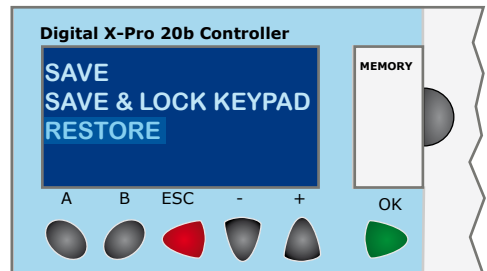 Digital X-Pro 20b Controller
SAVE
SAVE & LOCK KEYPAD
RESTORE
MEMORY
A B ESC - + OK